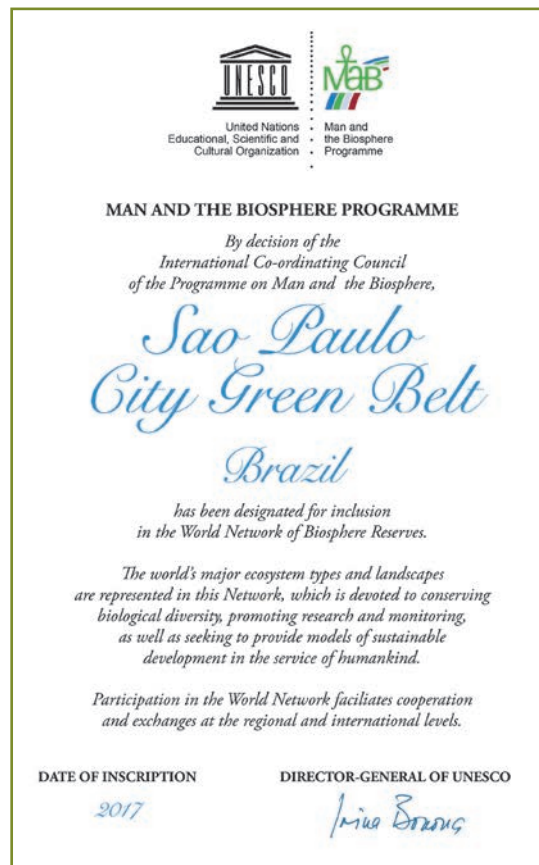 UNESCO
MaB
United Nations
Educational, Scientific and
Cultural Organization
Man and
the Biosphere
Programme
MAN AND THE BIOSPHERE PROGRAMME
By decision of the
International Co-ordinating Council
of the Programme on Man and the Biosphere,
Sao Paulo
City Green Belt
Brazil
has been designated for inclusion
in the World Network of Biosphere Reserves.
The world's major ecosystem types and landscapes
are represented in this Network, which is devoted to conserving
biological diversity, promoting research and monitoring,
as well as seeking to provide models of sustainable
development in the service of humankind.
Participation in the World Network facilitates cooperation
and exchanges at the regional and international levels.
DATE OF INSCRIPTION
2017
DIRECTOR-GENERAL OF UNESCO
Irina Bokova